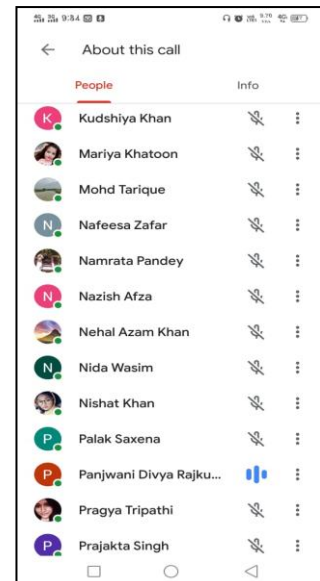 9:34
About this call
People Info
K Kudshiya Khan
Mariya Khatoon
Mohd Tarique
N Nafeesa Zafar
Namrata Pandey
N Nazish Afza
Nehal Azam Khan
N Nida Wasim
Nishat Khan
P Palak Saxena
P Panjwani Divya Rajku...
Pragya Tripathi
P Prajakta Singh